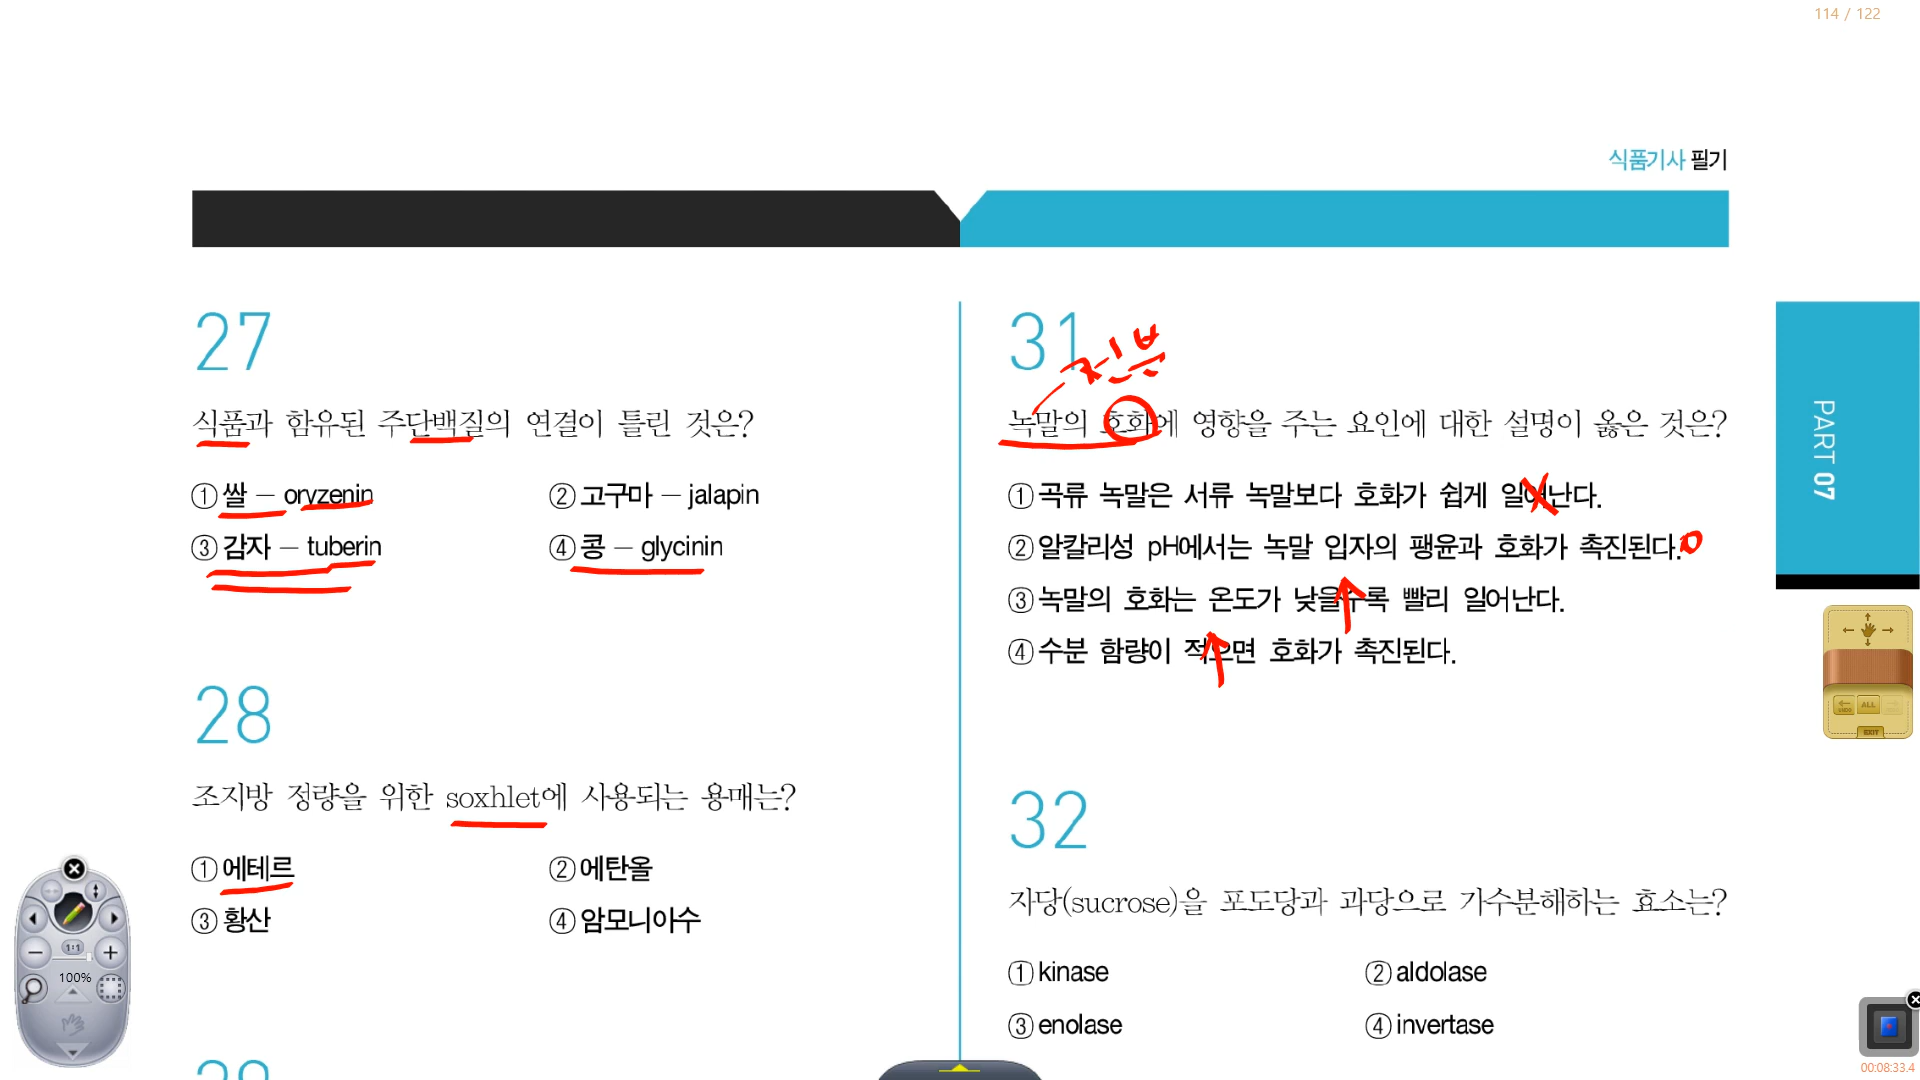 114 / 122
식품기사 필기
27
식품과 함유된 주단백질의 연결이 틀린 것은?
① 쌀 – oryzenin
② 고구마 – jalapin
③ 감자 – tuberin
④ 콩 – glycinin
28
조지방 정량을 위한 soxhlet에 사용되는 용매는?
① 에테르
② 에탄올
③ 황산
④ 암모니아수
31
전분
녹말의 호화에 영향을 주는 요인에 대한 설명이 옳은 것은?
① 곡류 녹말은 서류 녹말보다 호화가 쉽게 일어난다.
② 알칼리성 pH에서는 녹말 입자의 팽윤과 호화가 촉진된다.
③ 녹말의 호화는 온도가 낮을수록 빨리 일어난다.
④ 수분 함량이 적으면 호화가 촉진된다.
32
자당(sucrose)을 포도당과 과당으로 가수분해하는 효소는?
① kinase
② aldolase
③ enolase
④ invertase
PART 07
1:1
100%
ALL
EXIT
00:08:33.4